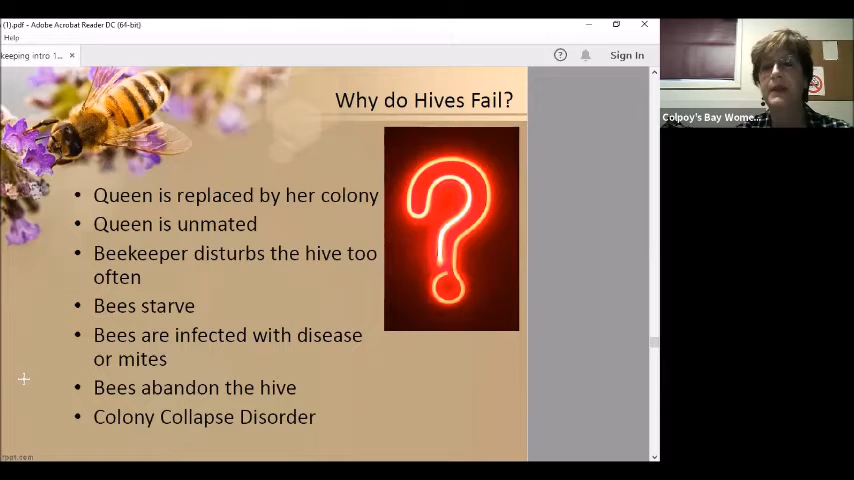 (1).pdf - Adobe Acrobat Reader DC (64-bit)
Help
keeping intro 1...
Sign In
Why do Hives Fail?
Colpoy's Bay Wome...
• Queen is replaced by her colony
• Queen is unmated
• Beekeeper disturbs the hive too
often
• Bees starve
• Bees are infected with disease
or mites
• Bees abandon the hive
• Colony Collapse Disorder
fppt.com